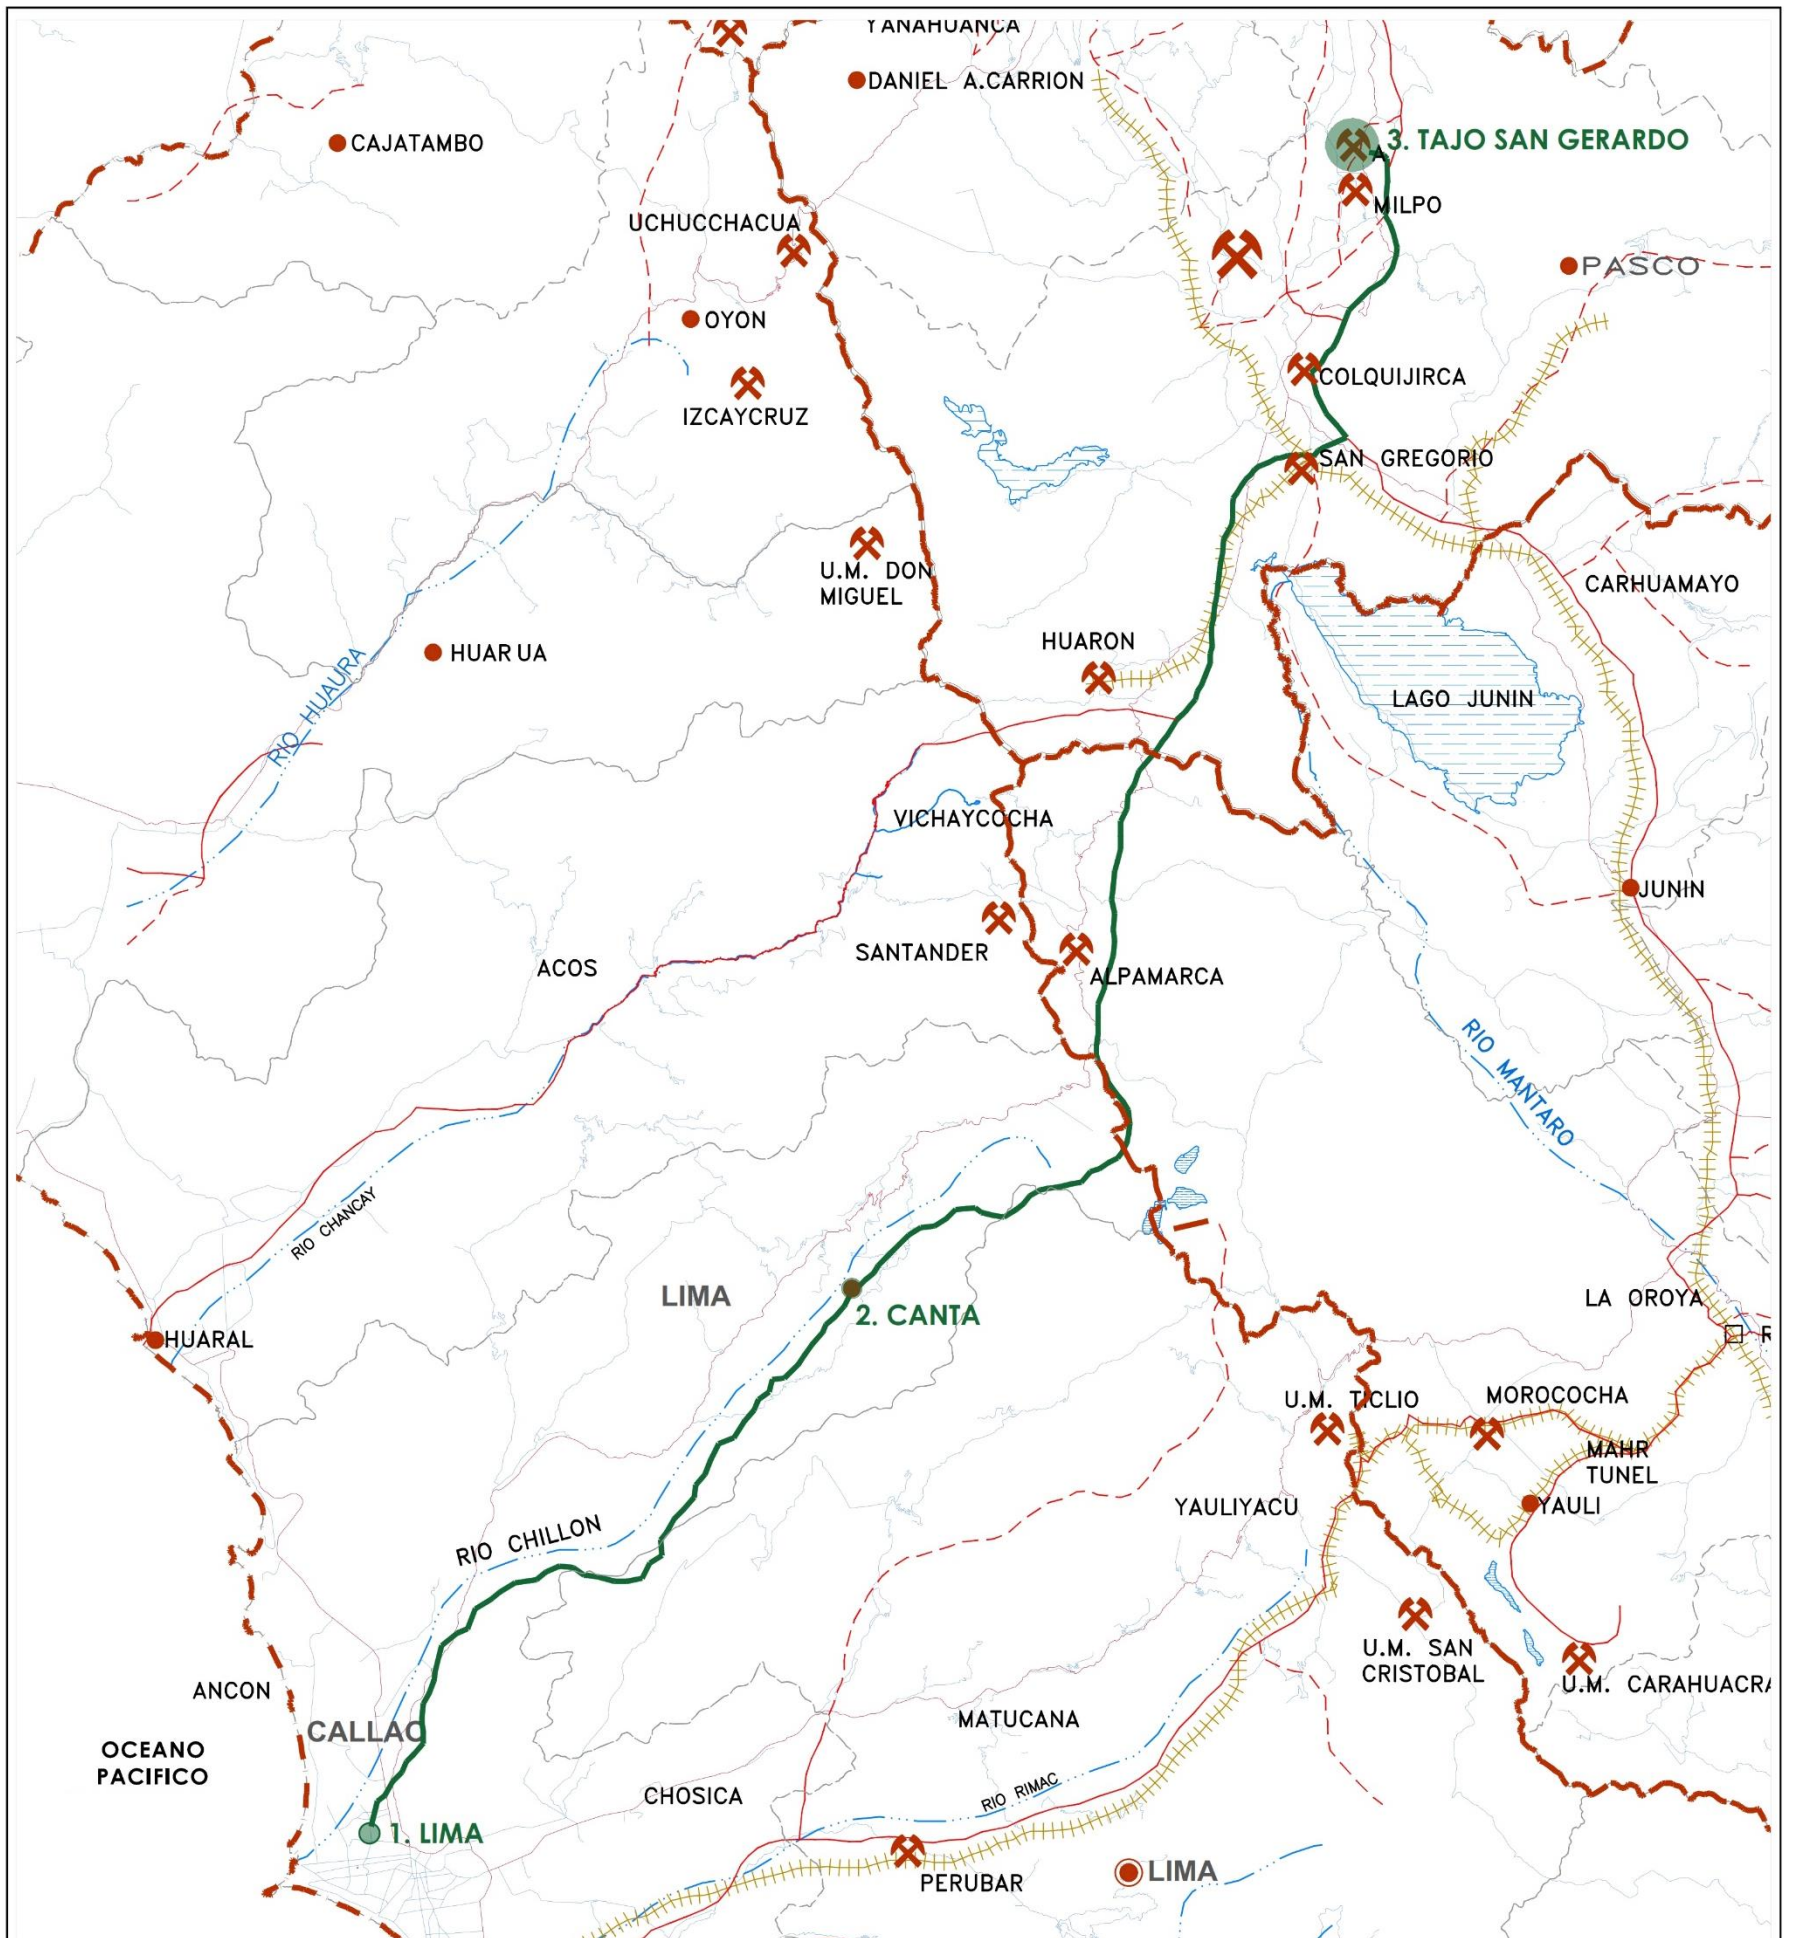 YANAHUANCA
DANIEL A.CARRION
CAJATAMBO
3. TAJO SAN GERARDO
A
MILPO
UCHUCCHACUA
PASCO
OYON
COLQUIJIRCA
IZCAYCRUZ
SAN GREGORIO
U.M. DON
MIGUEL
CARHUAMAYO
HUARON
HUAR UA
RIO HUAURA
LAGO JUNIN
VICHAYCOCHA
JUNIN
SANTANDER
ACOS
ALPAMARCA
RIO MANTARO
RIO CHANCAY
LIMA
2. CANTA
LA OROYA
HUARAL
R
U.M. TICLIO
MOROCOCHA
MAHR
TUNEL
YAULIYACU
YAULI
RIO CHILLON
U.M. SAN
CRISTOBAL
U.M. CARAHUACRA
ANCON
CALLAO
MATUCANA
OCEANO
PACIFICO
CHOSICA
RIO RIMAC
1. LIMA
PERUBAR
LIMA